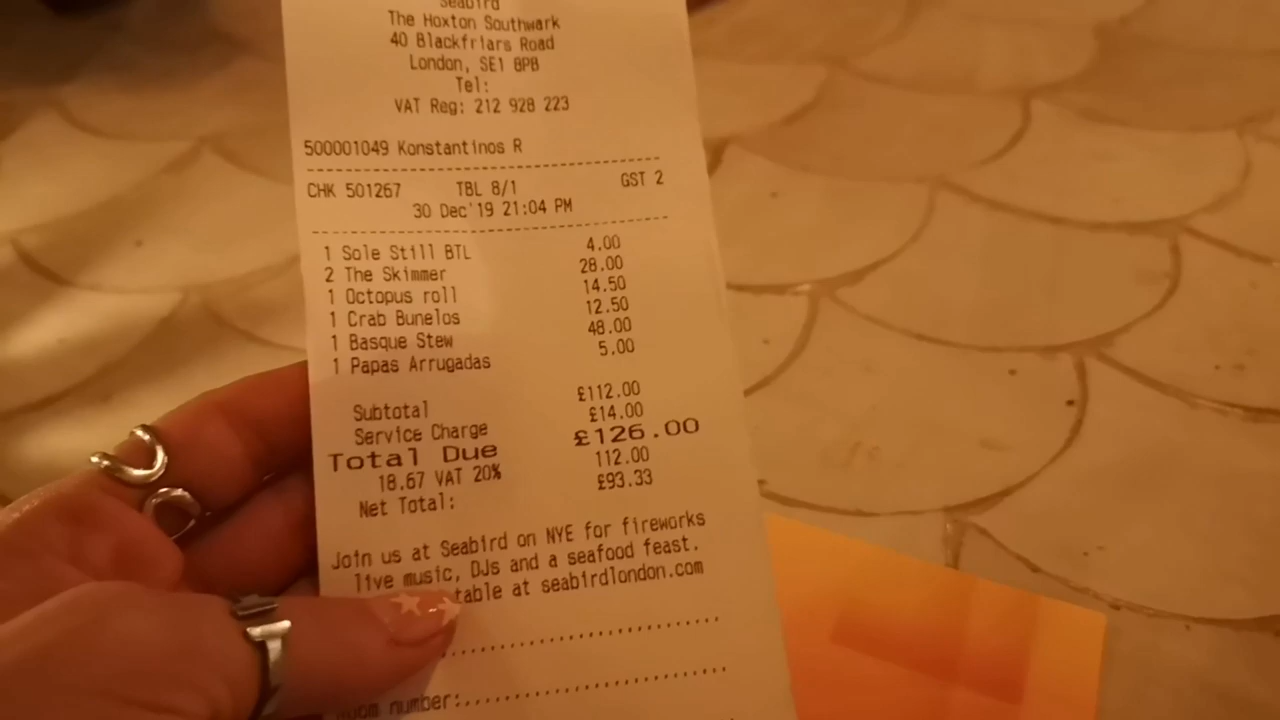 Seabird
The Hoxton Southwark
40 Blackfriars Road
London, SE1 8PB
Tel:
VAT Reg: 212 928 223
500001049 Konstantinos R
CHK 501267 TBL 8/1 GST 2
30 Dec'19 21:04 PM
1 Sole Still BTL 4.00
2 The Skimmer 28.00
1 Octopus roll 14.50
1 Crab Bunelos 12.50
1 Basque Stew 48.00
1 Papas Arrugadas 5.00
Subtotal £112.00
Service Charge £14.00
Total Due £126.00
18.67 VAT 20% 112.00
Net Total: £93.33
Join us at Seabird on NYE for fireworks
live music, DJs and a seafood feast.
table at seabirdlondon.com
number: